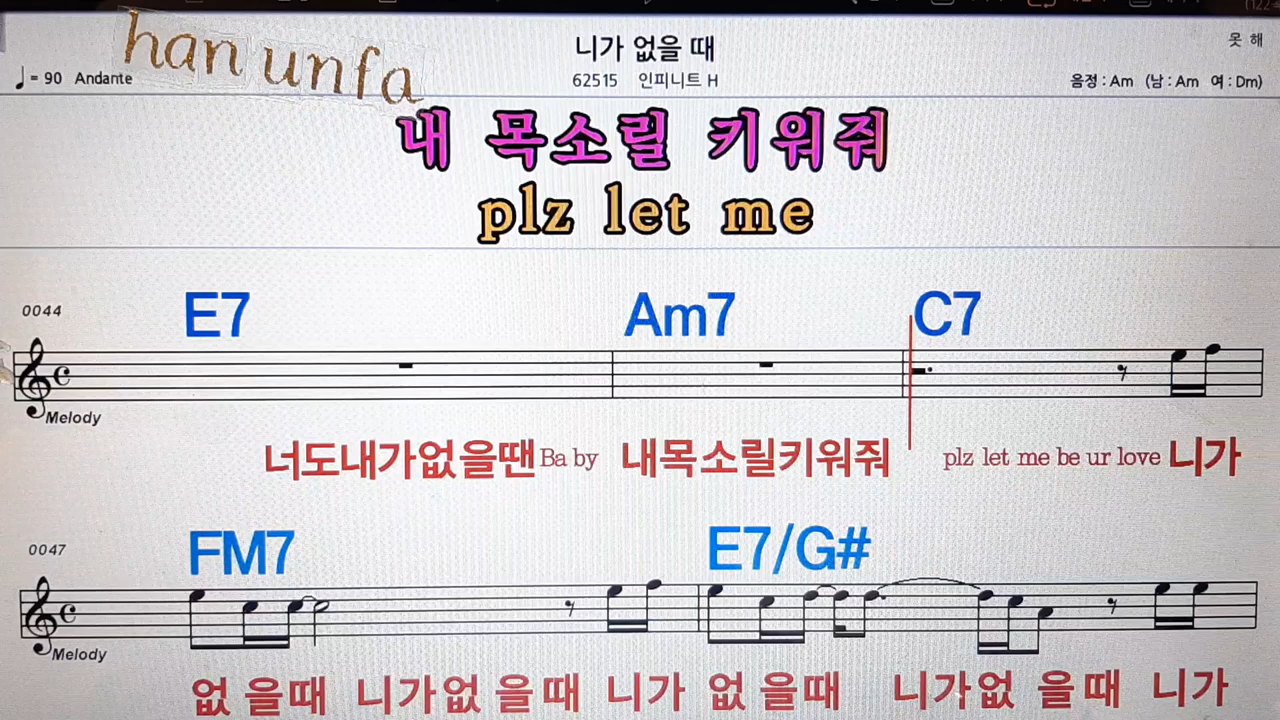 (122
han unfa
니가 없을 때
못 해
♩= 90 Andante
62515 인피니트 H
음정 : Am (남 : Am 여 : Dm)
내 목소릴 키워줘
plz let me
0044
E7 Am7 C7
Melody
너도내가없을땐 Ba by 내목소릴키워줘 plz let me be ur love 니가
0047
FM7 E7/G#
Melody
없 을때 니가없 을때 니가 없 을때 니가없 을때 니가